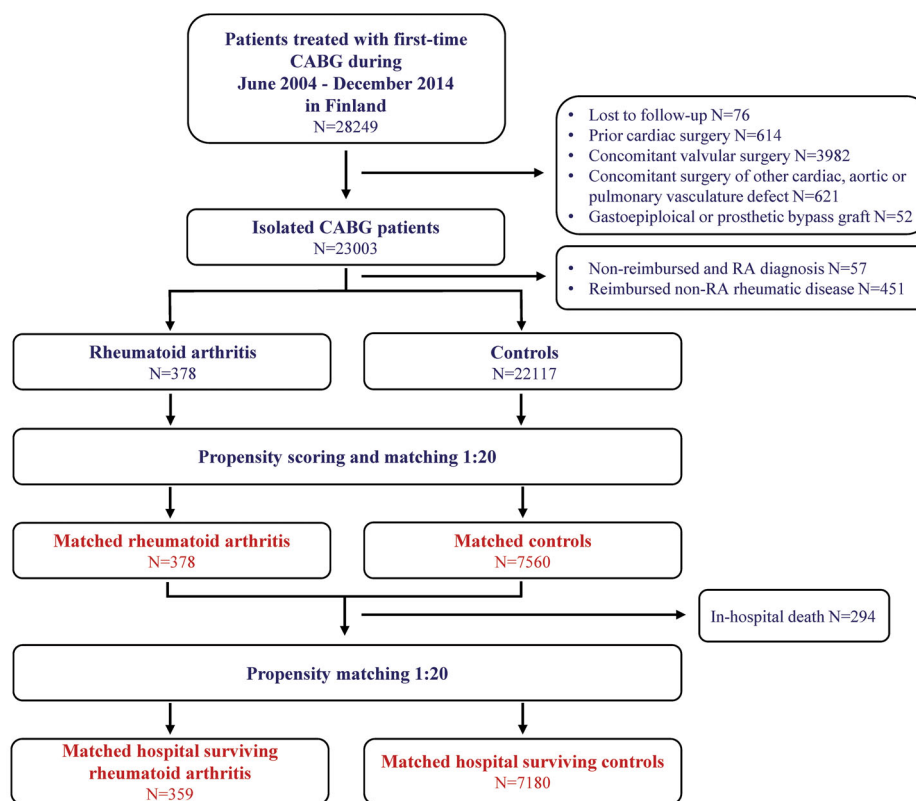 Patients treated with first-time
CABG during
June 2004 - December 2014
in Finland
N=28249
• Lost to follow-up N=76
• Prior cardiac surgery N=614
• Concomitant valvular surgery N=3982
• Concomitant surgery of other cardiac, aortic or
pulmonary vasculature defect N=621
• Gastoepiploical or prosthetic bypass graft N=52
Isolated CABG patients
N=23003
• Non-reimbursed and RA diagnosis N=57
• Reimbursed non-RA rheumatic disease N=451
Rheumatoid arthritis
N=378
Controls
N=22117
Propensity scoring and matching 1:20
Matched rheumatoid arthritis
N=378
Matched controls
N=7560
In-hospital death N=294
Propensity matching 1:20
Matched hospital surviving
rheumatoid arthritis
N=359
Matched hospital surviving controls
N=7180